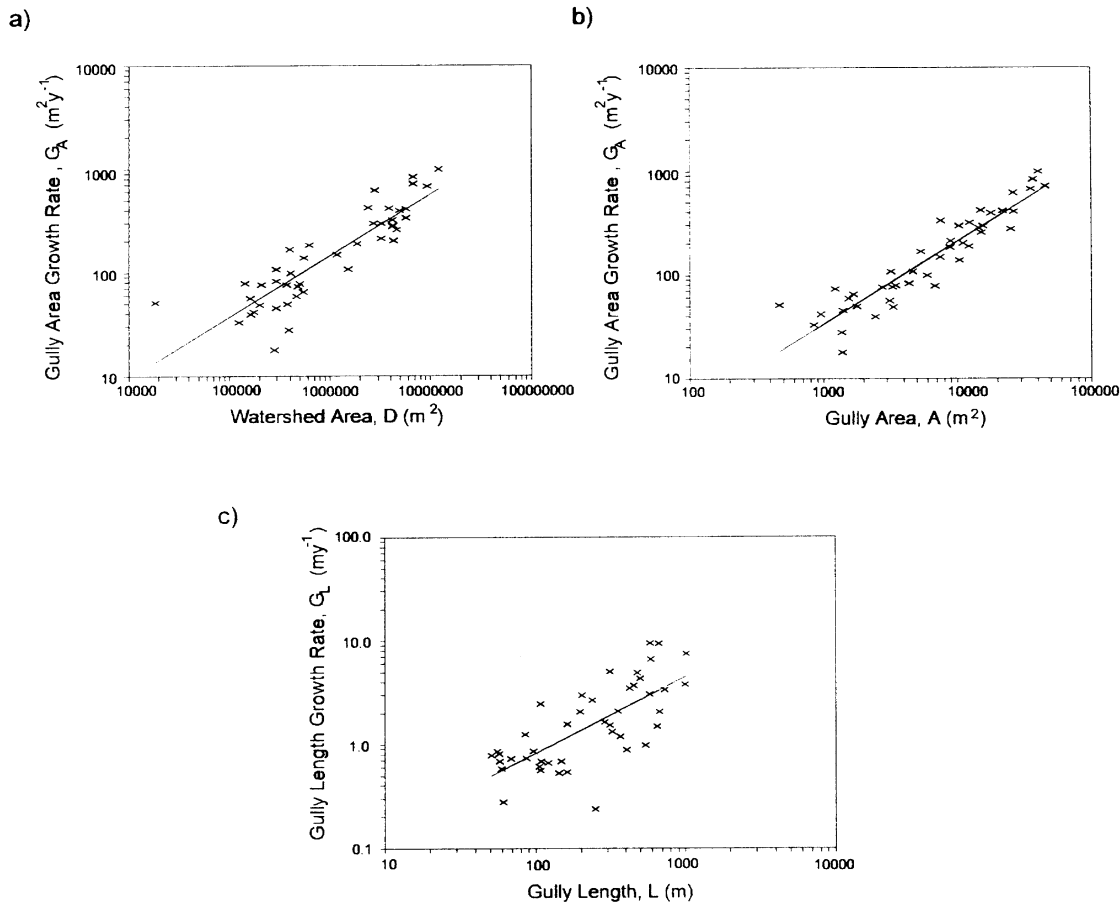 a)
Gully Area Growth Rate , G_A (m²y⁻¹)
10000
1000
100
10
10000
100000
1000000
10000000
100000000
Watershed Area, D (m²)
b)
Gully Area Growth Rate, G_A (m²y⁻¹)
10000
1000
100
10
100
1000
10000
100000
Gully Area, A (m²)
c)
Gully Length Growth Rate, G_L (my⁻¹)
100.0
10.0
1.0
0.1
10
100
1000
10000
Gully Length, L (m)